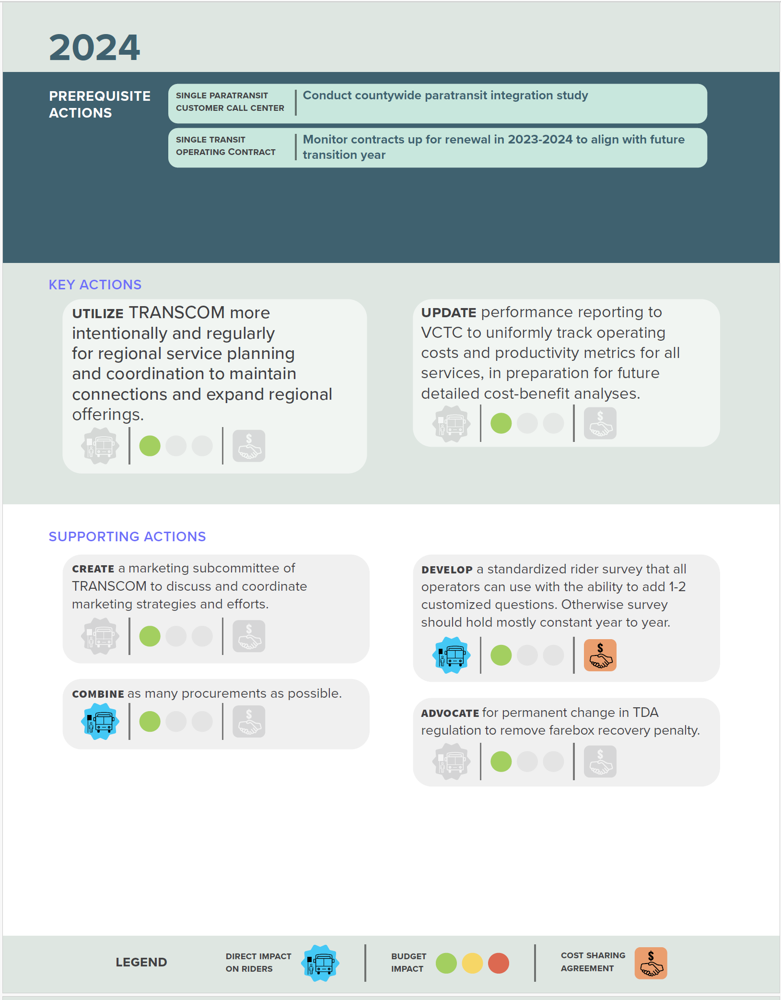 2024
PREREQUISITE
ACTIONS
SINGLE PARATRANSIT
CUSTOMER CALL CENTER
Conduct countywide paratransit integration study
SINGLE TRANSIT
OPERATING CONTRACT
Monitor contracts up for renewal in 2023-2024 to align with future
transition year
KEY ACTIONS
UTILIZE TRANSCOM more
intentionally and regularly
for regional service planning
and coordination to maintain
connections and expand regional
offerings.
$
UPDATE performance reporting to
VCTC to uniformly track operating
costs and productivity metrics for all
services, in preparation for future
detailed cost-benefit analyses.
$
SUPPORTING ACTIONS
CREATE a marketing subcommittee of
TRANSCOM to discuss and coordinate
marketing strategies and efforts.
$
COMBINE as many procurements as possible.
$
DEVELOP a standardized rider survey that all
operators can use with the ability to add 1-2
customized questions. Otherwise survey
should hold mostly constant year to year.
$
ADVOCATE for permanent change in TDA
regulation to remove farebox recovery penalty.
$
LEGEND
DIRECT IMPACT
ON RIDERS
BUDGET
IMPACT
COST SHARING
AGREEMENT
$